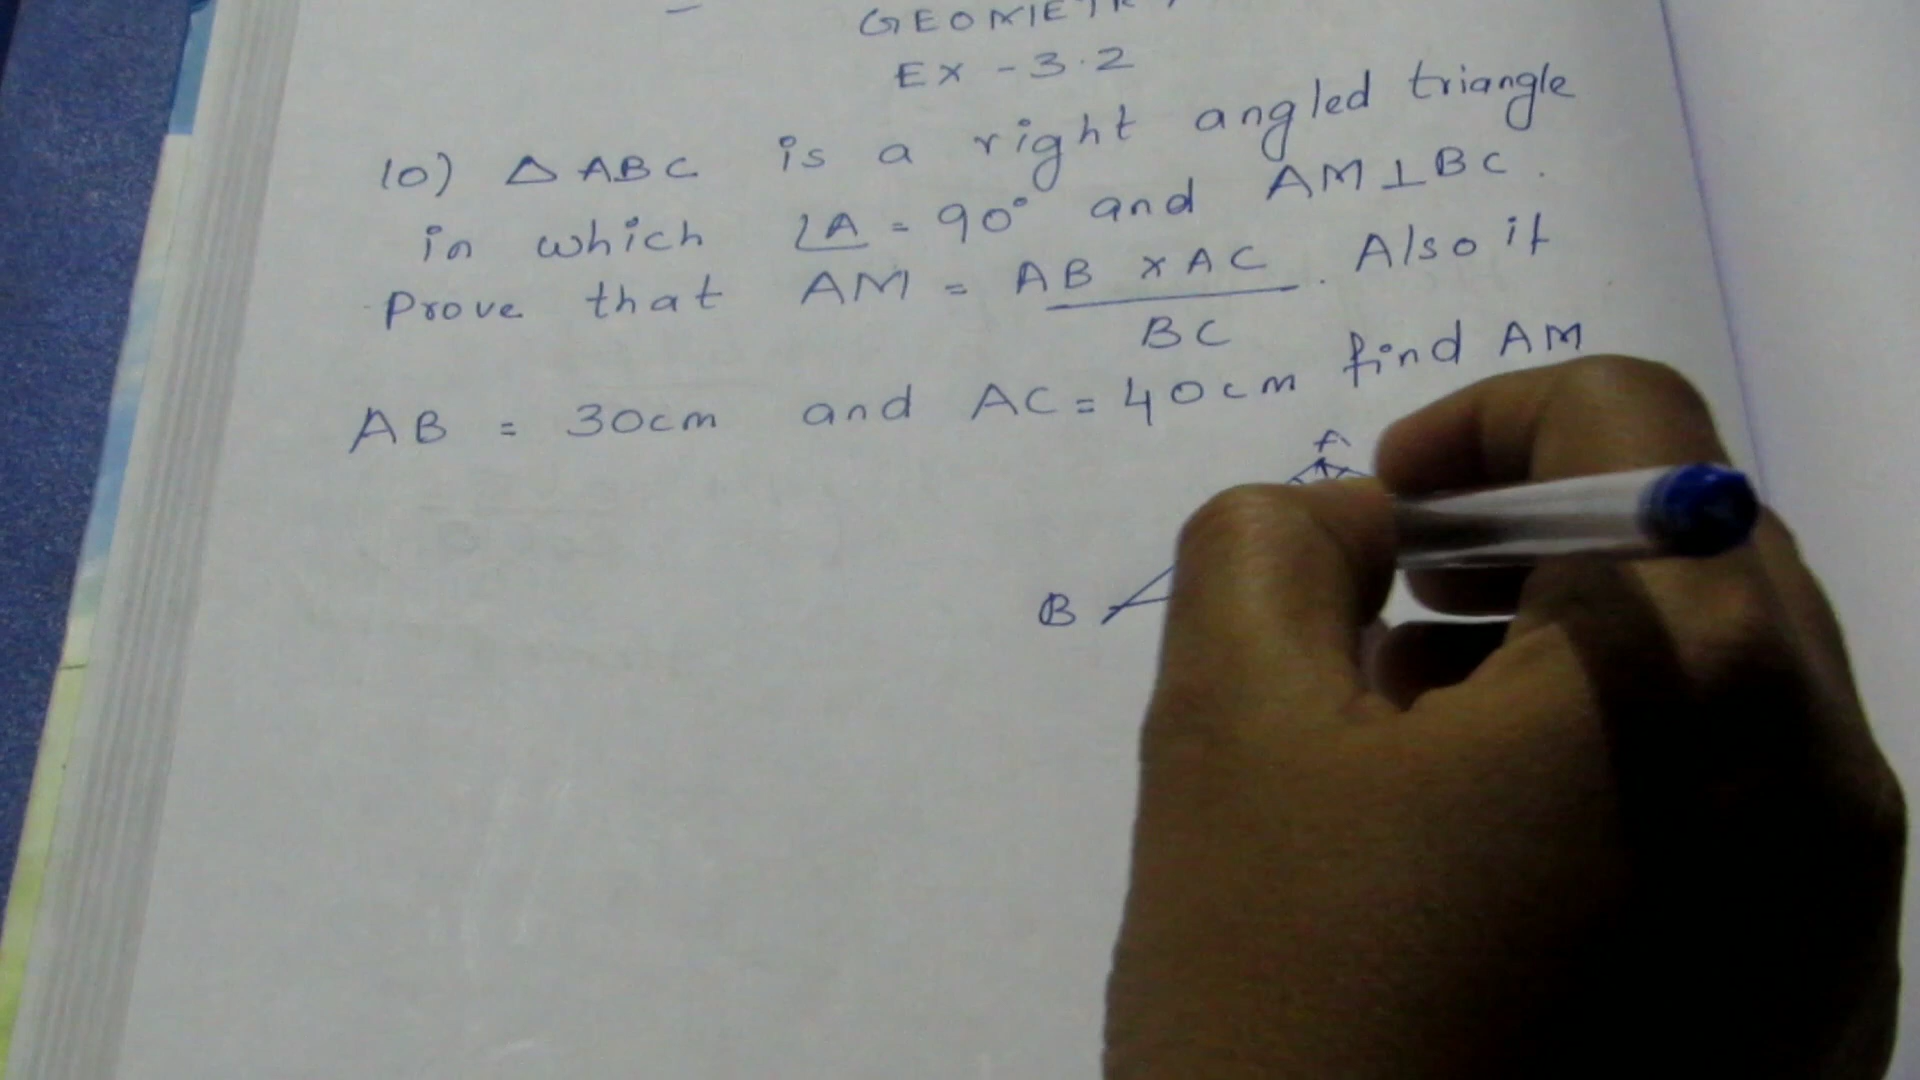 EX - 3.2
10) △ ABC is a right angled triangle
in which ∠A = 90° and AM ⊥ BC.
Prove that AM = AB × AC. Also if
BC
AB = 30cm and AC = 40cm find AM
A
B